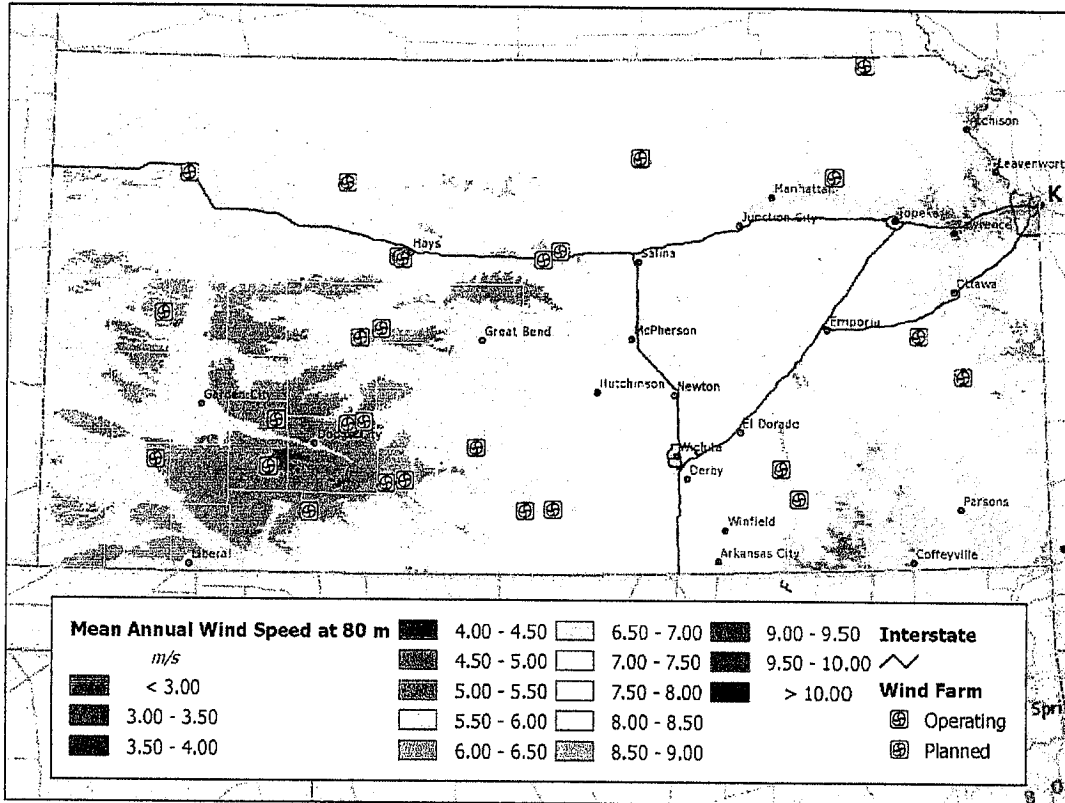 Atchison
Leavenwort
Manhattan
K
Junction City
Topeka
Lawrence
Hays
Salina
Ottawa
Emporia
Great Bend
McPherson
Garden City
Hutchinson
Newton
Dodge City
El Dorado
Wichita
Derby
Parsons
Winfield
Liberal
Arkansas City
Coffeyville
Mean Annual Wind Speed at 80 m
m/s
< 3.00
3.00 - 3.50
3.50 - 4.00
4.00 - 4.50
4.50 - 5.00
5.00 - 5.50
5.50 - 6.00
6.00 - 6.50
6.50 - 7.00
7.00 - 7.50
7.50 - 8.00
8.00 - 8.50
8.50 - 9.00
9.00 - 9.50
9.50 - 10.00
> 10.00
Interstate
Wind Farm
Operating
Planned
Spri